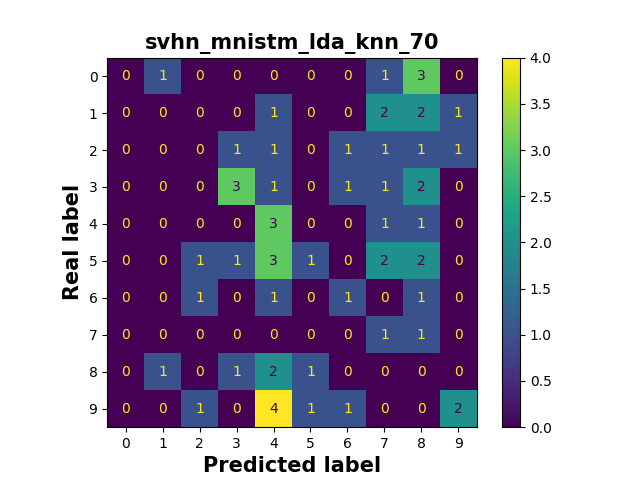 svhn_mnistm_lda_knn_70
0 0 1 0 0 0 0 0 1 3 0
1 0 0 0 0 1 0 0 2 2 1
2 0 0 0 1 1 0 1 1 1 1
3 0 0 0 3 1 0 1 1 2 0
4 0 0 0 0 3 0 0 1 1 0
5 0 0 1 1 3 1 0 2 2 0
6 0 0 1 0 1 0 1 0 1 0
7 0 0 0 0 0 0 0 1 1 0
8 0 1 0 1 2 1 0 0 0 0
9 0 0 1 0 4 1 1 0 0 2
0 1 2 3 4 5 6 7 8 9
Predicted label
Real label
4.0
3.5
3.0
2.5
2.0
1.5
1.0
0.5
0.0